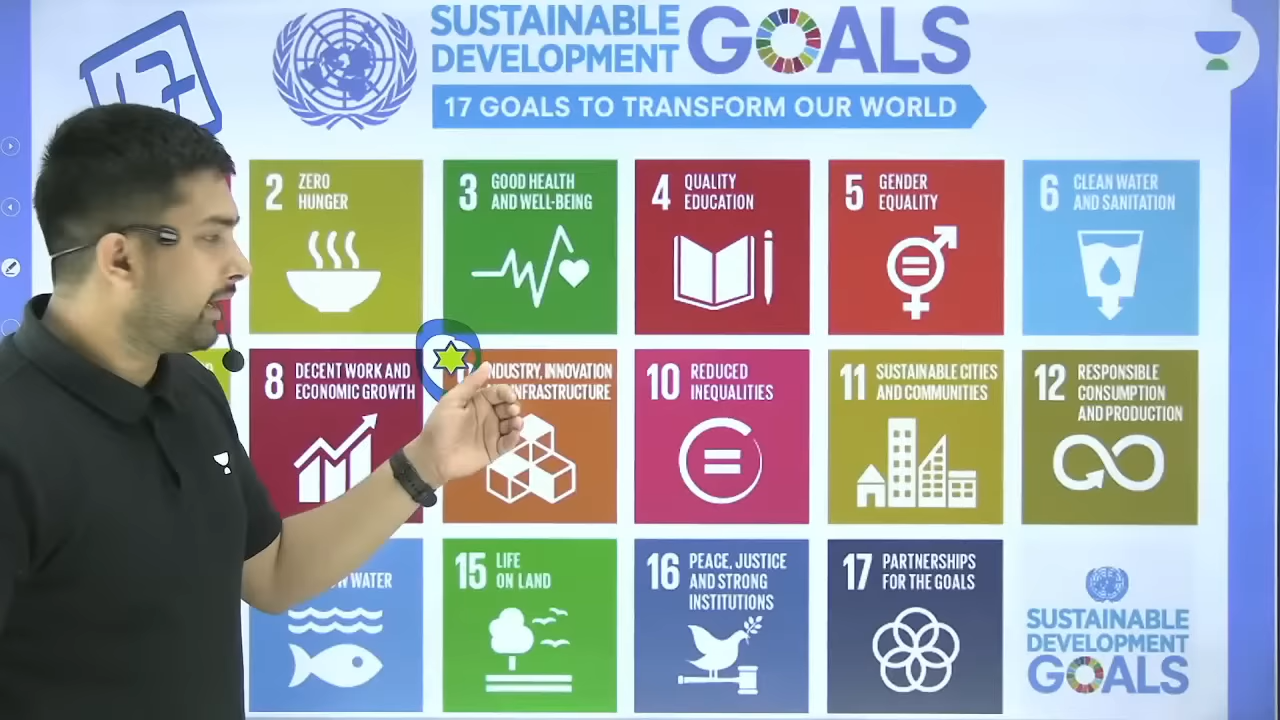 17
SUSTAINABLE
DEVELOPMENT
GOALS
17 GOALS TO TRANSFORM OUR WORLD
2 ZERO
HUNGER
3 GOOD HEALTH
AND WELL-BEING
4 QUALITY
EDUCATION
5 GENDER
EQUALITY
6 CLEAN WATER
AND SANITATION
8 DECENT WORK AND
ECONOMIC GROWTH
INDUSTRY, INNOVATION
INFRASTRUCTURE
10 REDUCED
INEQUALITIES
11 SUSTAINABLE CITIES
AND COMMUNITIES
12 RESPONSIBLE
CONSUMPTION
AND PRODUCTION
WATER
15 LIFE
ON LAND
16 PEACE, JUSTICE
AND STRONG
INSTITUTIONS
17 PARTNERSHIPS
FOR THE GOALS
SUSTAINABLE
DEVELOPMENT
GOALS